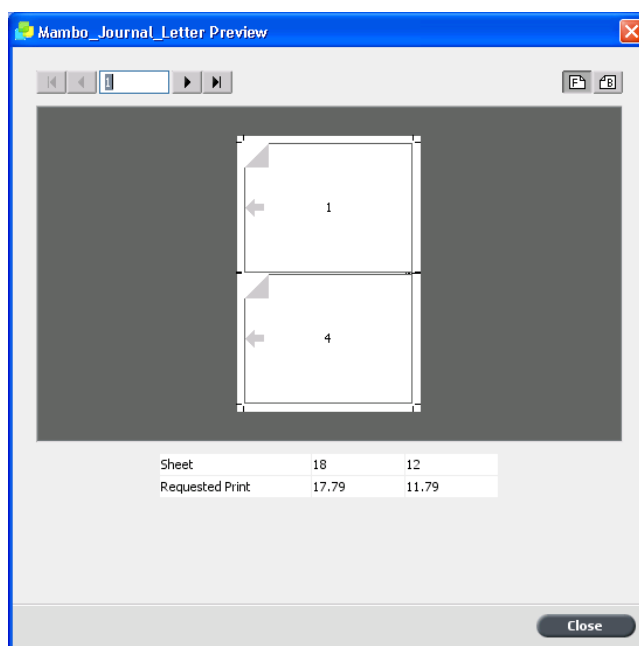 Mambo_Journal_Letter Preview
1
F
B
1
4
Sheet 18 12
Requested Print 17.79 11.79
Close